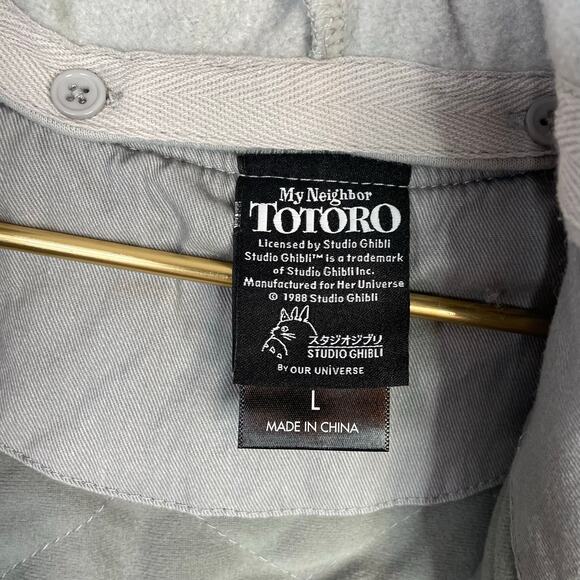 My Neighbor
TOTORO
Licensed by Studio Ghibli
Studio Ghibli™ is a trademark
of Studio Ghibli Inc.
Manufactured for Her Universe
© 1988 Studio Ghibli
スタジオジブリ
STUDIO GHIBLI
BY OUR UNIVERSE
L
MADE IN CHINA